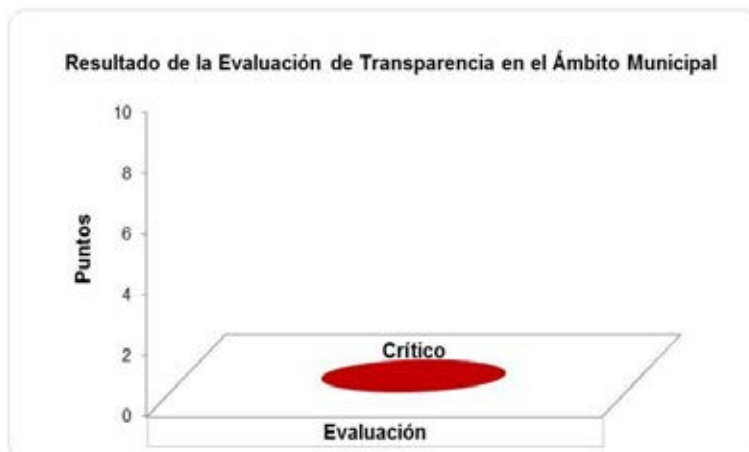 Resultado de la Evaluación de Transparencia en el Ámbito Municipal
10
8
6
4
2
0
Puntos
Crítico
Evaluación